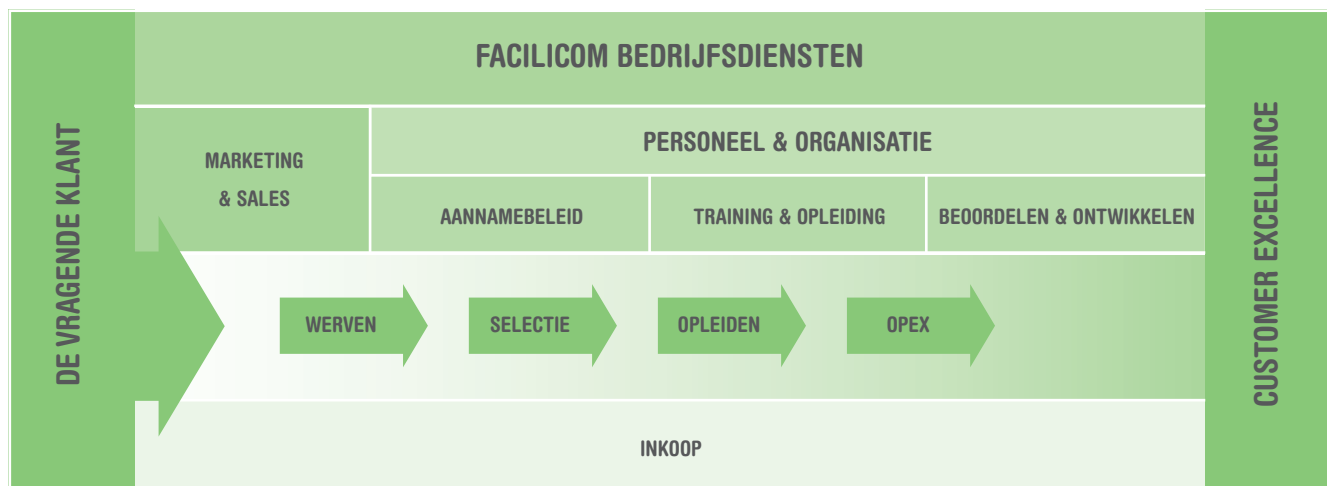 FACILICOM BEDRIJFSDIENSTEN
DE VRAGENDE KLANT
MARKETING
& SALES
PERSONEEL & ORGANISATIE
AANNAMEBELEID
TRAINING & OPLEIDING
BEOORDELEN & ONTWIKKELEN
WERVEN
SELECTIE
OPLEIDEN
OPEX
CUSTOMER EXCELLENCE
INKOOP